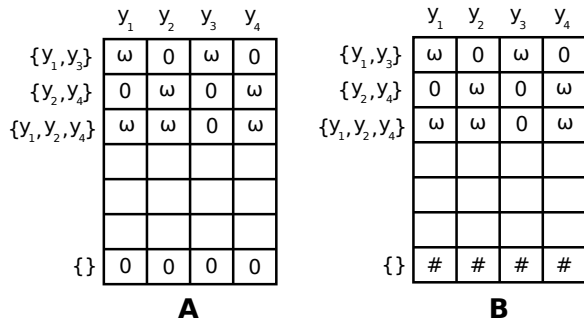 y₁ y₂ y₃ y₄
{y₁,y₃} ω 0 ω 0
{y₂,y₄} 0 ω 0 ω
{y₁,y₂,y₄} ω ω 0 ω
{} 0 0 0 0
A
y₁ y₂ y₃ y₄
{y₁,y₃} ω 0 ω 0
{y₂,y₄} 0 ω 0 ω
{y₁,y₂,y₄} ω ω 0 ω
{} # # # #
B